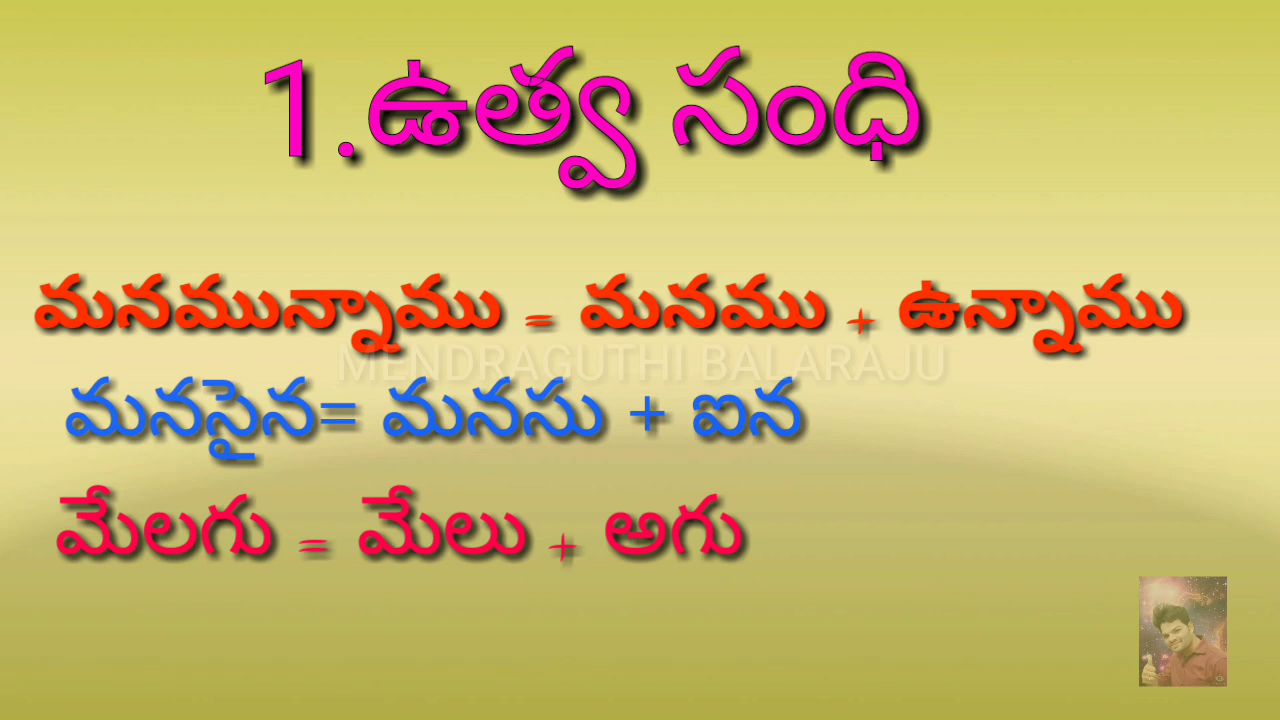 1.ఉత్వ సంధి
మనమున్నాము = మనము + ఉన్నాము
MENDRAGUTHI BALARAJU
మనసైన= మనసు + ఐన
మేలగు = మేలు + అగు